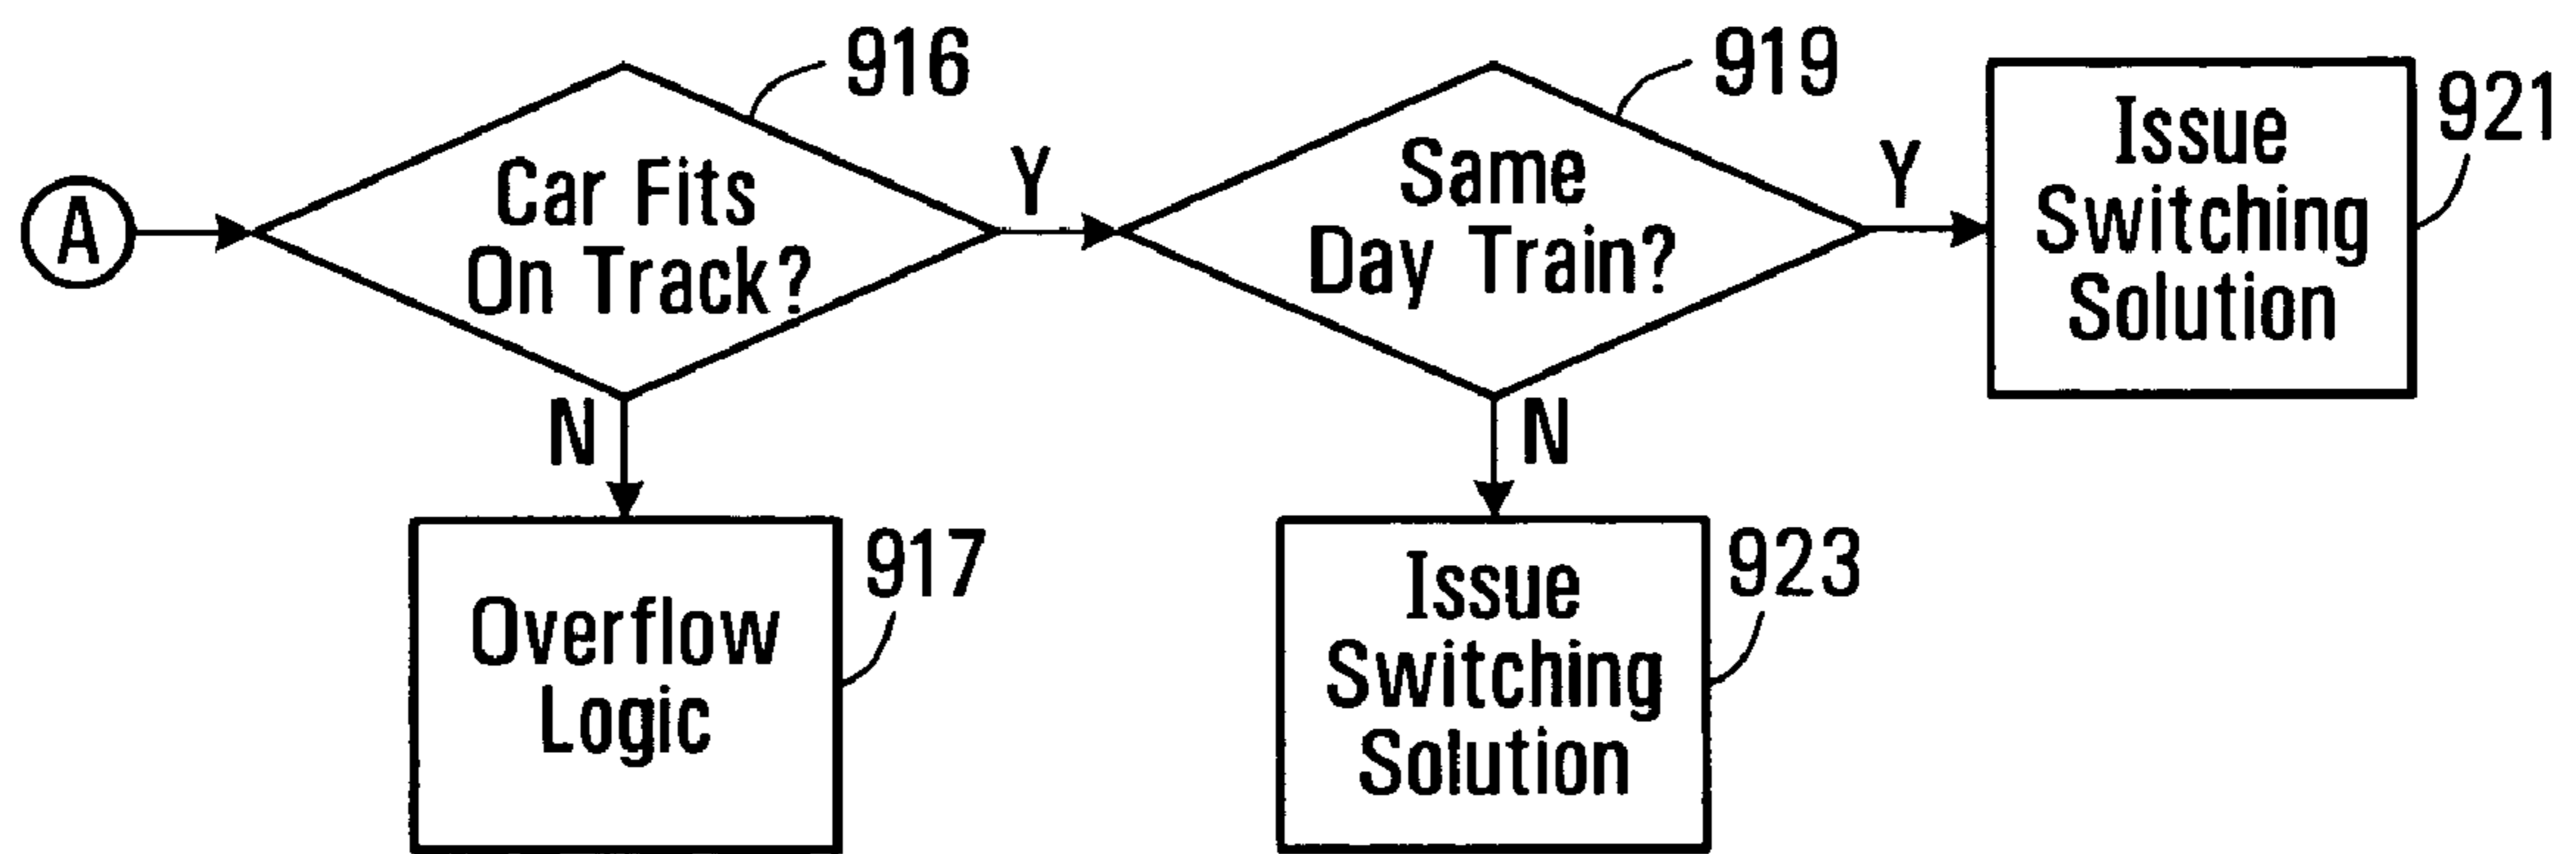 A
916
Car Fits
On Track?
Y
N
917
Overflow
Logic
919
Same
Day Train?
Y
N
921
Issue
Switching
Solution
923
Issue
Switching
Solution